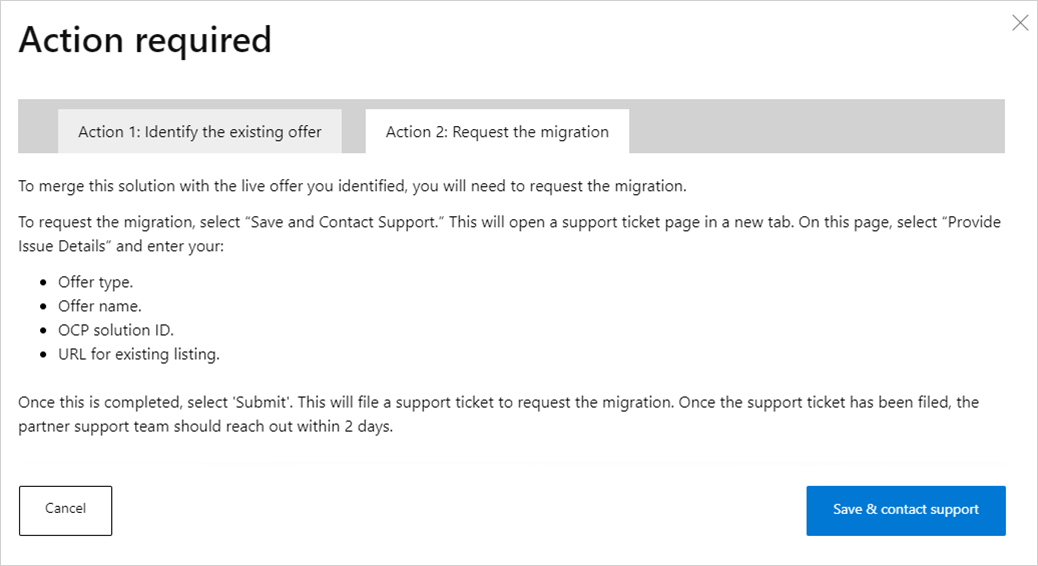 Action required
Action 1: Identify the existing offer
Action 2: Request the migration
To merge this solution with the live offer you identified, you will need to request the migration.
To request the migration, select “Save and Contact Support.” This will open a support ticket page in a new tab. On this page, select “Provide
Issue Details” and enter your:
• Offer type.
• Offer name.
• OCP solution ID.
• URL for existing listing.
Once this is completed, select 'Submit'. This will file a support ticket to request the migration. Once the support ticket has been filed, the
partner support team should reach out within 2 days.
Cancel
Save & contact support